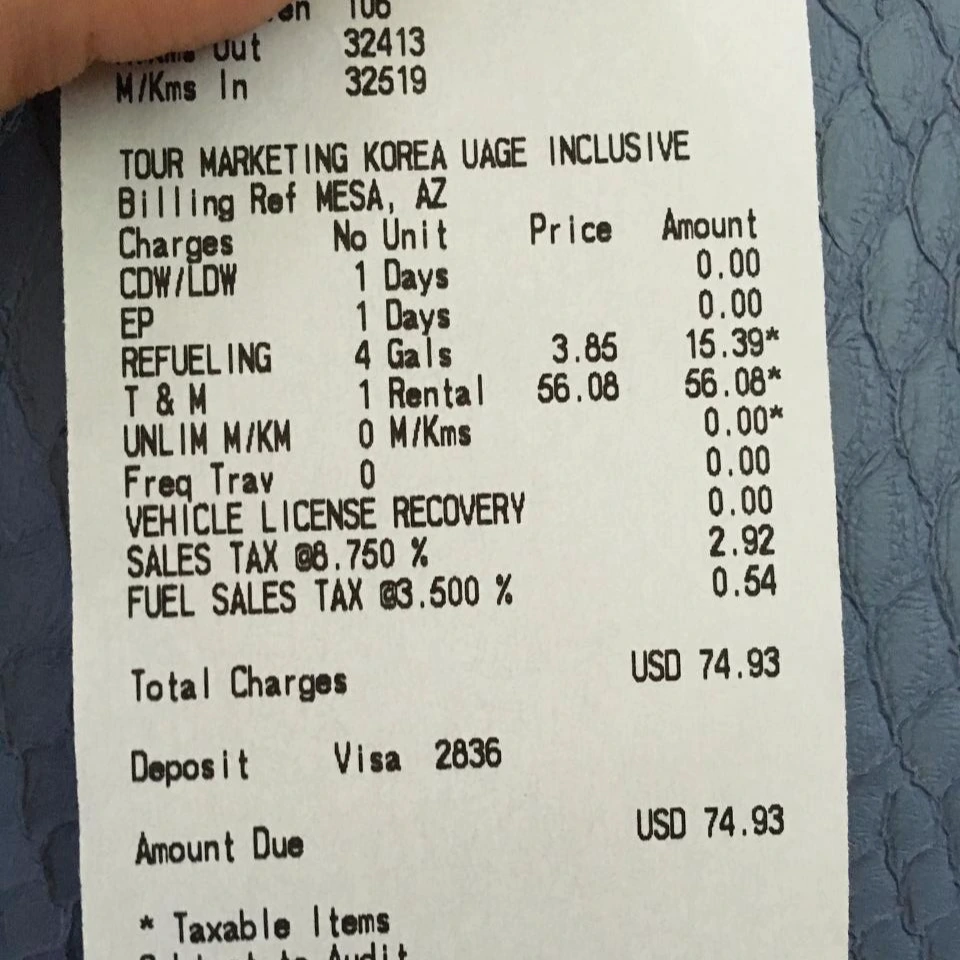 106
Out 32413
M/Kms In 32519
TOUR MARKETING KOREA UAGE INCLUSIVE
Billing Ref MESA, AZ
Charges No Unit Price Amount
CDW/LDW 1 Days 0.00
EP 1 Days 0.00
REFUELING 4 Gals 3.85 15.39*
T & M 1 Rental 56.08 56.08*
UNLIM M/KM 0 M/Kms 0.00*
Freq Trav 0 0.00
VEHICLE LICENSE RECOVERY 0.00
SALES TAX @8.750 % 2.92
FUEL SALES TAX @3.500 % 0.54
Total Charges USD 74.93
Deposit Visa 2836
Amount Due USD 74.93
* Taxable Items
Audit